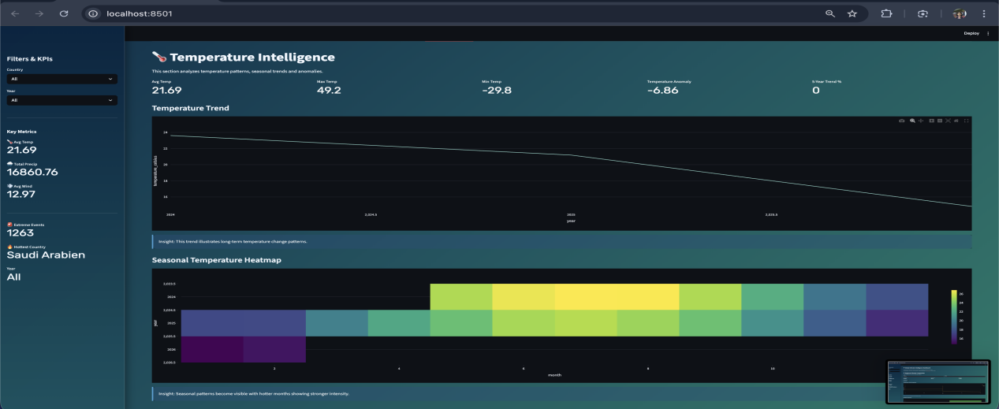 localhost:8501
Deploy
Filters & KPIs
Country
All
Year
All
Key Metrics
Avg Temp
21.69
Total Precip
16860.76
Avg Wind
12.97
Extreme Events
1263
Hottest Country
Saudi Arabien
Year
All
Temperature Intelligence
This section analyzes temperature patterns, seasonal trends and anomalies.
Avg Temp
21.69
Max Temp
49.2
Min Temp
-29.8
Temperature Anomaly
-6.86
5-Year Trend %
0
Temperature Trend
24
22
20
18
16
temperature_celsius
2024
2,024.5
2025
2,025.5
year
Insight: This trend illustrates long-term temperature change patterns.
Seasonal Temperature Heatmap
2,023.5
2024
2,024.5
2025
2,025.5
2026
2,026.5
year
2
4
6
8
10
month
26
24
22
20
18
16
Insight: Seasonal patterns become visible with hotter months showing stronger intensity.